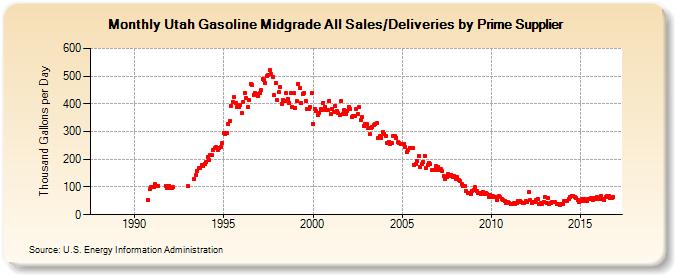 Monthly Utah Gasoline Midgrade All Sales/Deliveries by Prime Supplier
Thousand Gallons per Day
600
500
400
300
200
100
0
1990 1995 2000 2005 2010 2015
Source: U.S. Energy Information Administration